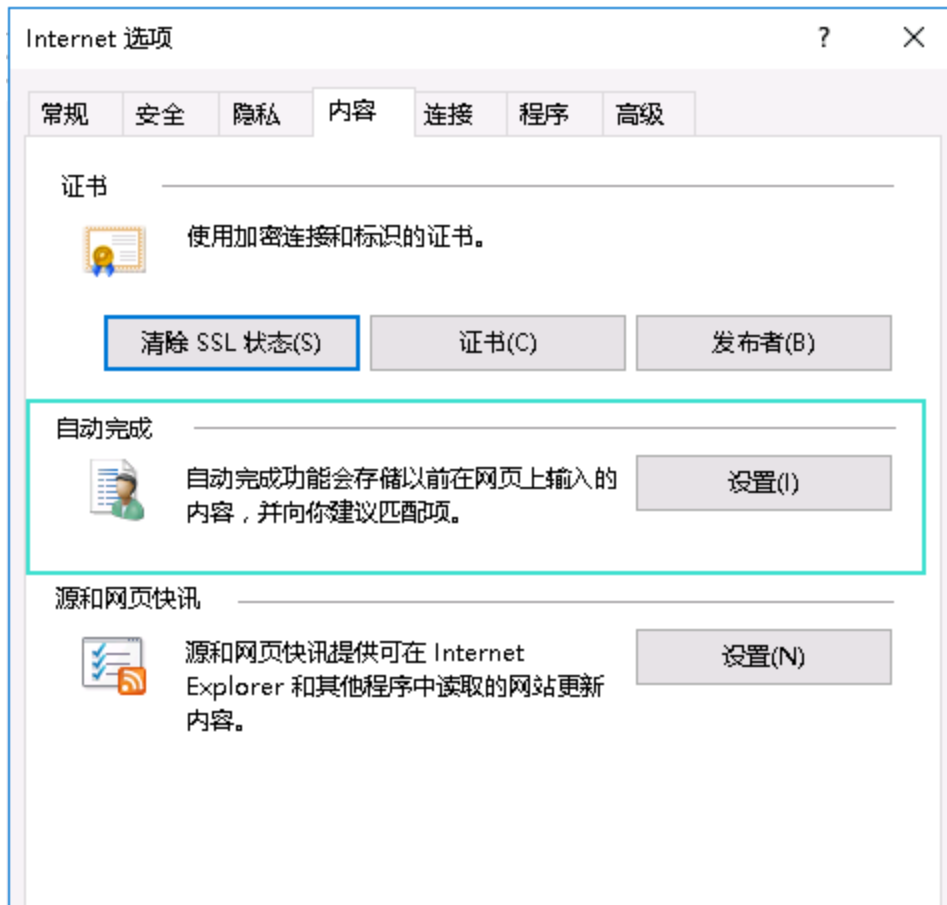 Internet 选项
?
常规 安全 隐私 内容 连接 程序 高级
证书
使用加密连接和标识的证书。
清除 SSL 状态(S) 证书(C) 发布者(B)
自动完成
自动完成功能会存储以前在网页上输入的
内容，并向你建议匹配项。
设置(I)
源和网页快讯
源和网页快讯提供可在 Internet
Explorer 和其他程序中读取的网站更新
内容。
设置(N)